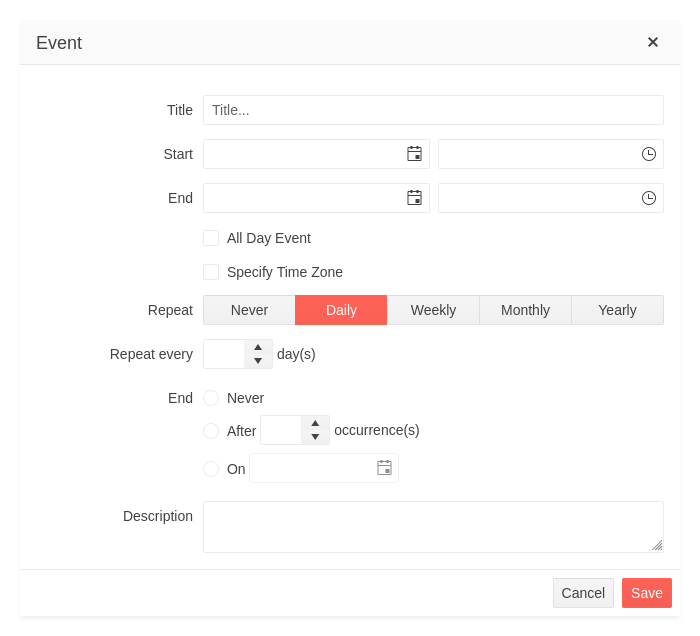 Event
Title Title...
Start
End
All Day Event
Specify Time Zone
Repeat Never Daily Weekly Monthly Yearly
Repeat every day(s)
End Never
After occurrence(s)
On
Description
Cancel Save